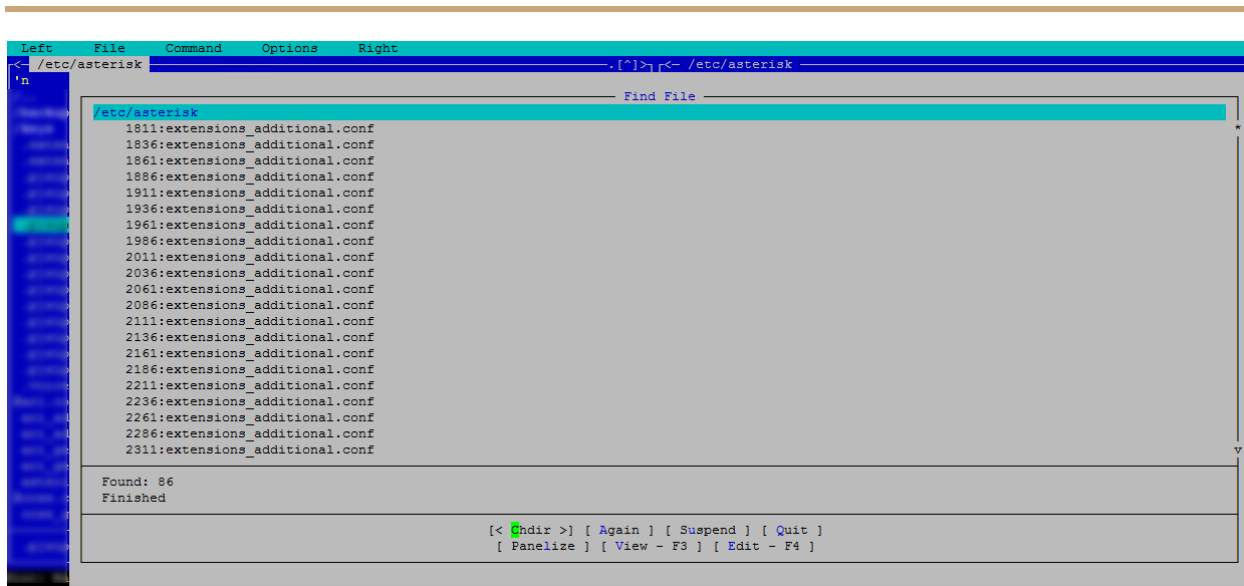 Left File Command Options Right
<- /etc/asterisk .[^]> <- /etc/asterisk
'n
Find File
/etc/asterisk
1811:extensions_additional.conf
1836:extensions_additional.conf
1861:extensions_additional.conf
1886:extensions_additional.conf
1911:extensions_additional.conf
1936:extensions_additional.conf
1961:extensions_additional.conf
1986:extensions_additional.conf
2011:extensions_additional.conf
2036:extensions_additional.conf
2061:extensions_additional.conf
2086:extensions_additional.conf
2111:extensions_additional.conf
2136:extensions_additional.conf
2161:extensions_additional.conf
2186:extensions_additional.conf
2211:extensions_additional.conf
2236:extensions_additional.conf
2261:extensions_additional.conf
2286:extensions_additional.conf
2311:extensions_additional.conf
Found: 86
Finished
[< Chdir >] [ Again ] [ Suspend ] [ Quit ]
[ Panelize ] [ View - F3 ] [ Edit - F4 ]